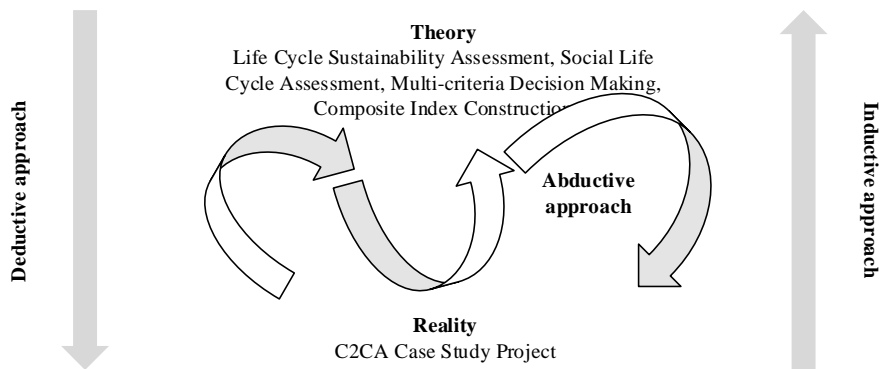 Theory
Life Cycle Sustainability Assessment, Social Life
Cycle Assessment, Multi-criteria Decision Making,
Composite Index Construction
Deductive approach
Abductive
approach
Inductive approach
Reality
C2CA Case Study Project